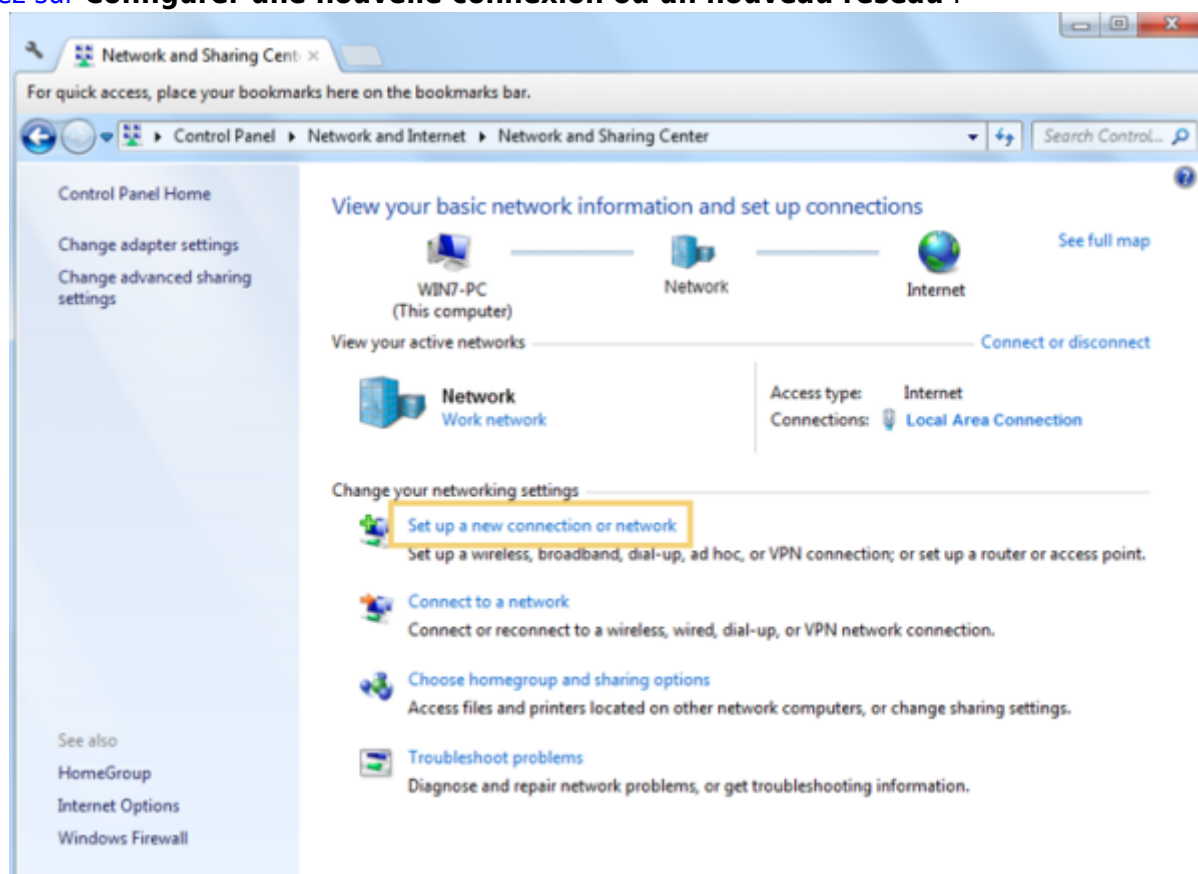 ez sur Configurer une nouvelle connexion ou un nouveau réseau :
Network and Sharing Cent
For quick access, place your bookmarks here on the bookmarks bar.
Control Panel Network and Internet Network and Sharing Center Search Control...
Control Panel Home
Change adapter settings
Change advanced sharing
settings
View your basic network information and set up connections
See full map
WIN7-PC
(This computer)
Network
Internet
View your active networks
Connect or disconnect
Network
Work network
Access type: Internet
Connections: Local Area Connection
Change your networking settings
Set up a new connection or network
Set up a wireless, broadband, dial-up, ad hoc, or VPN connection; or set up a router or access point.
Connect to a network
Connect or reconnect to a wireless, wired, dial-up, or VPN network connection.
Choose homegroup and sharing options
Access files and printers located on other network computers, or change sharing settings.
Troubleshoot problems
Diagnose and repair network problems, or get troubleshooting information.
See also
HomeGroup
Internet Options
Windows Firewall